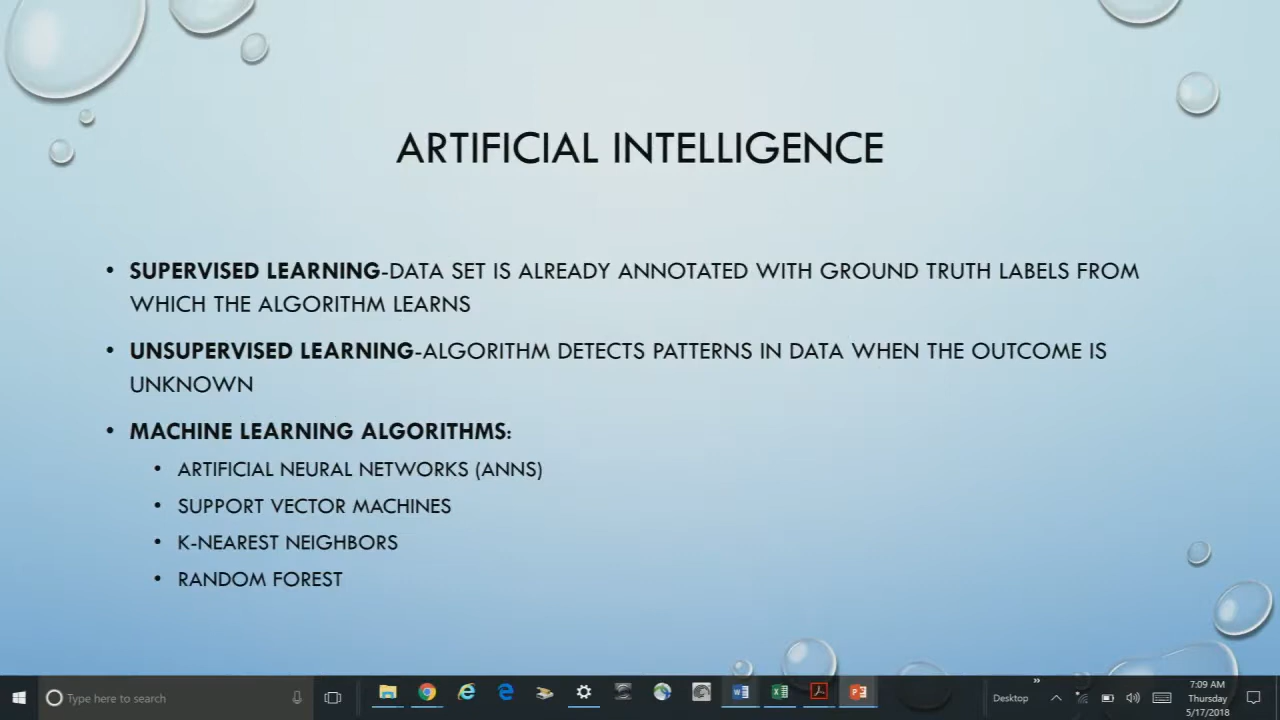 ARTIFICIAL INTELLIGENCE
• SUPERVISED LEARNING-DATA SET IS ALREADY ANNOTATED WITH GROUND TRUTH LABELS FROM
WHICH THE ALGORITHM LEARNS
• UNSUPERVISED LEARNING-ALGORITHM DETECTS PATTERNS IN DATA WHEN THE OUTCOME IS
UNKNOWN
• MACHINE LEARNING ALGORITHMS:
• ARTIFICIAL NEURAL NETWORKS (ANNS)
• SUPPORT VECTOR MACHINES
• K-NEAREST NEIGHBORS
• RANDOM FOREST
Type here to search
Desktop
»
7:09 AM
Thursday
5/17/2018